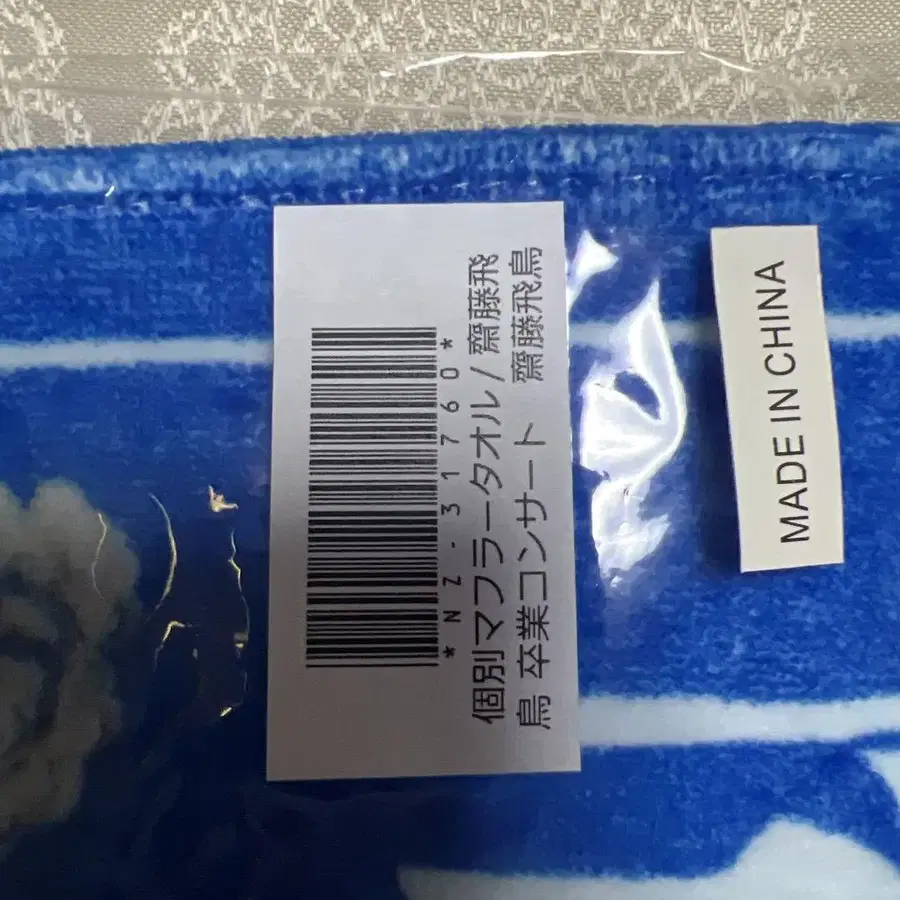 *NZ-31760*
個別マフラータオル / 齋藤飛
鳥 卒業コンサート 齋藤飛鳥
MADE IN CHINA